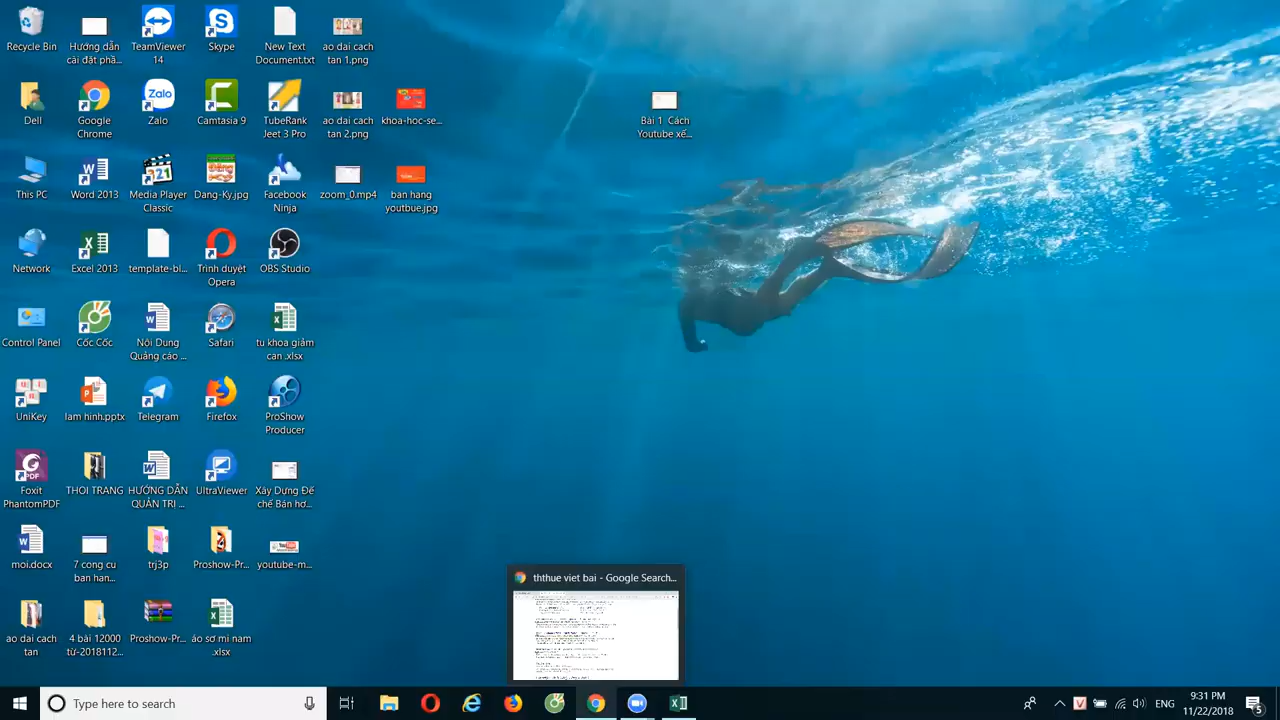 Recycle Bin
Hướng dẫn
cài đặt phầ...
TeamViewer
14
Skype
New Text
Document.txt
ao dai cach
tan 1.png
Dell
Google
Chrome
Zalo
Zalo
Camtasia 9
TubeRank
Jeet 3 Pro
ao dai cach
tan 2.png
khoa-hoc-se...
Bài 1 Cách
Youtube xế...
This PC
Word 2013
Media Player
Classic
Dang-Ky.jpg
Facebook
Ninja
zoom_0.mp4
ban hang
youtbue.jpg
Network
Excel 2013
template-bl...
Trình duyệt
Opera
OBS Studio
Control Panel
Cốc Cốc
Nội Dung
Quảng cáo ...
Safari
tu khoa giảm
can .xlsx
UniKey
lam hinh.pptx
Telegram
Firefox
ProShow
Producer
Foxit
PhantomPDF
THOI TRANG
HƯỚNG DẪN
QUẢN TRỊ ...
UltraViewer
Xây Dựng Đế
chế Bán hơ...
moi.docx
7 cong cu
ban han...
trj3p
Proshow-Pr...
youtube-m...
ao dai cach
tan
4 bài 12000
từ-2018112...
Proshow-Pr...
áo sơ mi nam
.xlsx
ththue viet bai - Google Search...
Type here to search
ENG
9:31 PM
11/22/2018
5